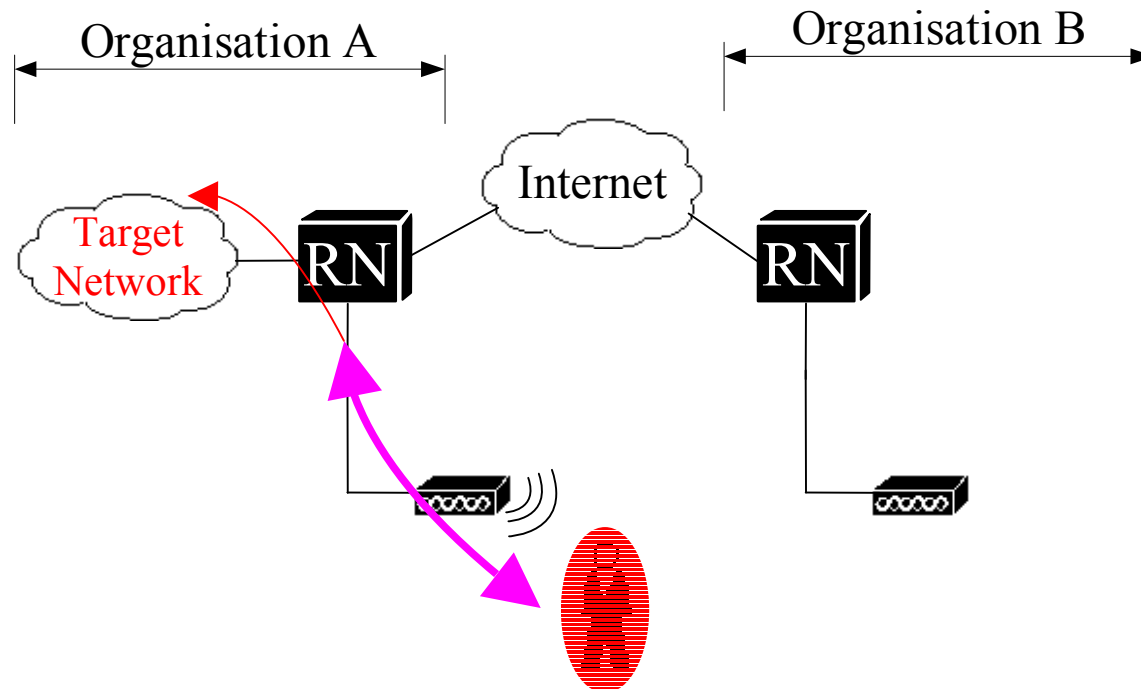 Organisation A
Organisation B
Internet
Target
Network
RN
RN